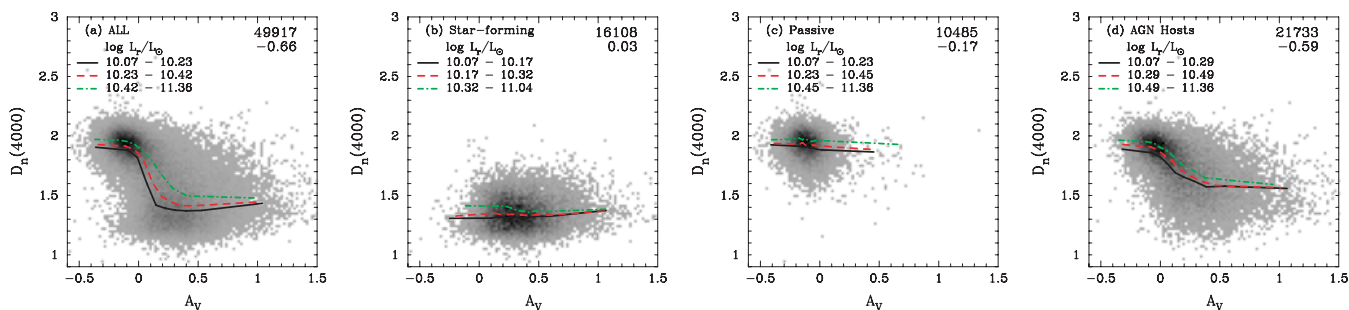 (a) ALL 49917
log L_r/L_⊙ −0.66
10.07 − 10.23
10.23 − 10.42
10.42 − 11.36
D_n(4000)
3
2.5
2
1.5
1
−0.5 0 0.5 1 1.5
A_V
(b) Star−forming 16108
log L_r/L_⊙ 0.03
10.07 − 10.17
10.17 − 10.32
10.32 − 11.04
D_n(4000)
3
2.5
2
1.5
1
−0.5 0 0.5 1 1.5
A_V
(c) Passive 10485
log L_r/L_⊙ −0.17
10.07 − 10.23
10.23 − 10.45
10.45 − 11.36
D_n(4000)
3
2.5
2
1.5
1
−0.5 0 0.5 1 1.5
A_V
(d) AGN Hosts 21733
log L_r/L_⊙ −0.59
10.07 − 10.29
10.29 − 10.49
10.49 − 11.36
D_n(4000)
3
2.5
2
1.5
1
−0.5 0 0.5 1 1.5
A_V